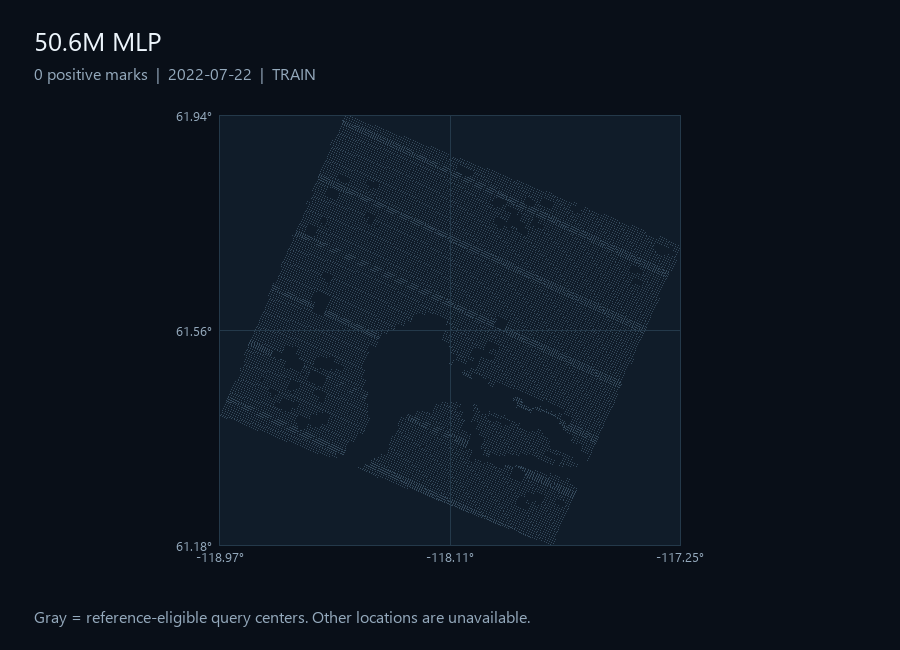 50.6M MLP
0 positive marks | 2022-07-22 | TRAIN
61.94°
61.56°
61.18°
-118.97° -118.11° -117.25°
Gray = reference-eligible query centers. Other locations are unavailable.